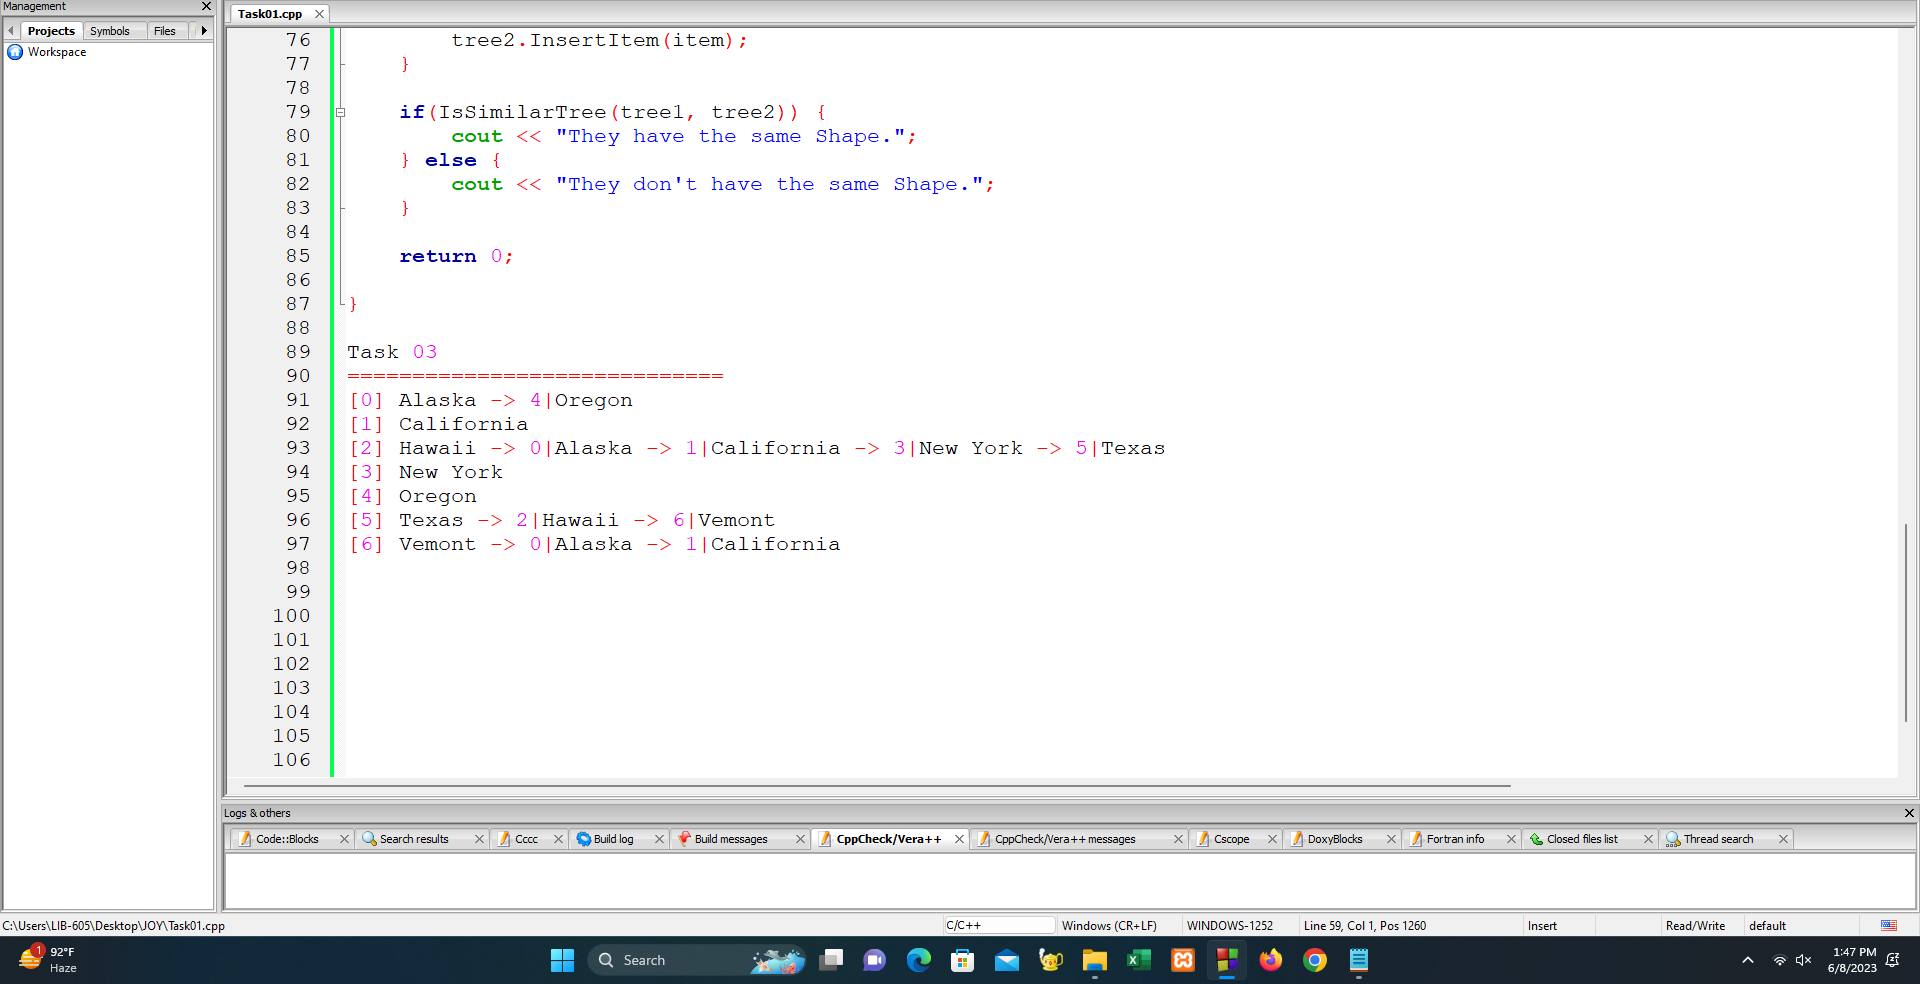 Management
Task01.cpp
Projects Symbols Files
Workspace
76 tree2.InsertItem(item);
77 }
78
79 if(IsSimilarTree(tree1, tree2)) {
80 cout << "They have the same Shape.";
81 } else {
82 cout << "They don't have the same Shape.";
83 }
84
85 return 0;
86
87 }
88
89 Task 03
90 =============================
91 [0] Alaska -> 4|Oregon
92 [1] California
93 [2] Hawaii -> 0|Alaska -> 1|California -> 3|New York -> 5|Texas
94 [3] New York
95 [4] Oregon
96 [5] Texas -> 2|Hawaii -> 6|Vemont
97 [6] Vemont -> 0|Alaska -> 1|California
98
99
100
101
102
103
104
105
106
Logs & others
Code::Blocks Search results Cccc Build log Build messages CppCheck/Vera++ CppCheck/Vera++ messages Cscope DoxyBlocks Fortran info Closed files list Thread search
C:\Users\LIB-605\Desktop\JOY\Task01.cpp C/C++ Windows (CR+LF) WINDOWS-1252 Line 59, Col 1, Pos 1260 Insert Read/Write default
1 92°F
Haze
Search
1:47 PM
6/8/2023